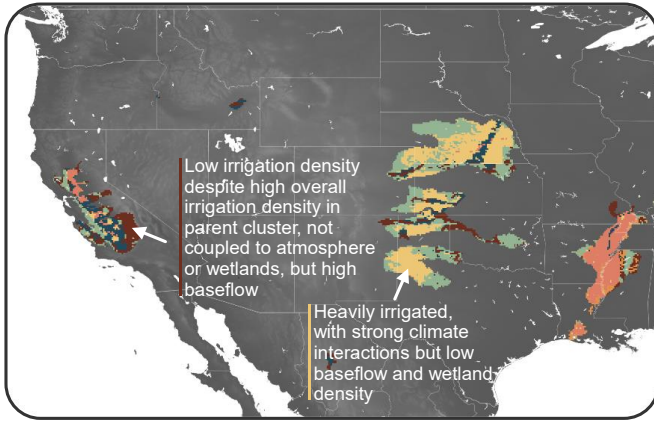 Low irrigation density
despite high overall
irrigation density in
parent cluster, not
coupled to atmosphere
or wetlands, but high
baseflow
Heavily irrigated,
with strong climate
interactions but low
baseflow and wetland
density